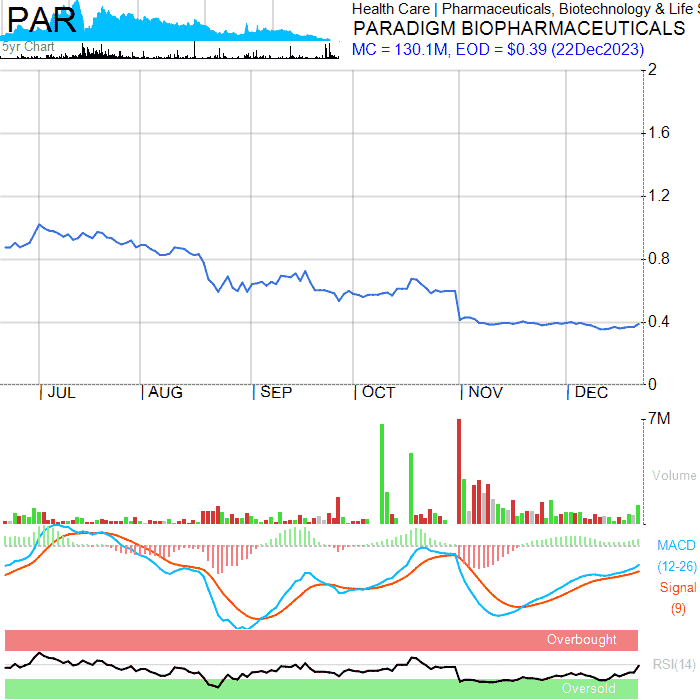 PAR
5yr Chart
Health Care | Pharmaceuticals, Biotechnology & Life S
PARADIGM BIOPHARMACEUTICALS
MC = 130.1M, EOD = $0.39 (22Dec2023)
2
1.6
1.2
0.8
0.4
0
| JUL | AUG | SEP | OCT | NOV | DEC
7M
Volume
MACD
(12-26)
Signal
(9)
Overbought
RSI(14)
Oversold